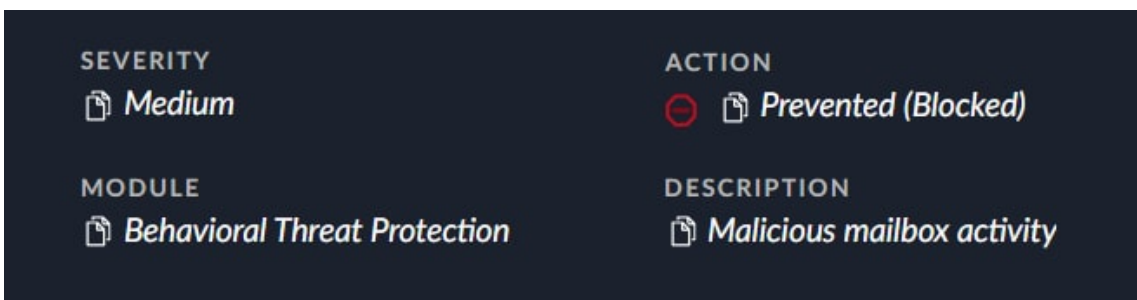 SEVERITY
Medium
ACTION
Prevented (Blocked)
MODULE
Behavioral Threat Protection
DESCRIPTION
Malicious mailbox activity